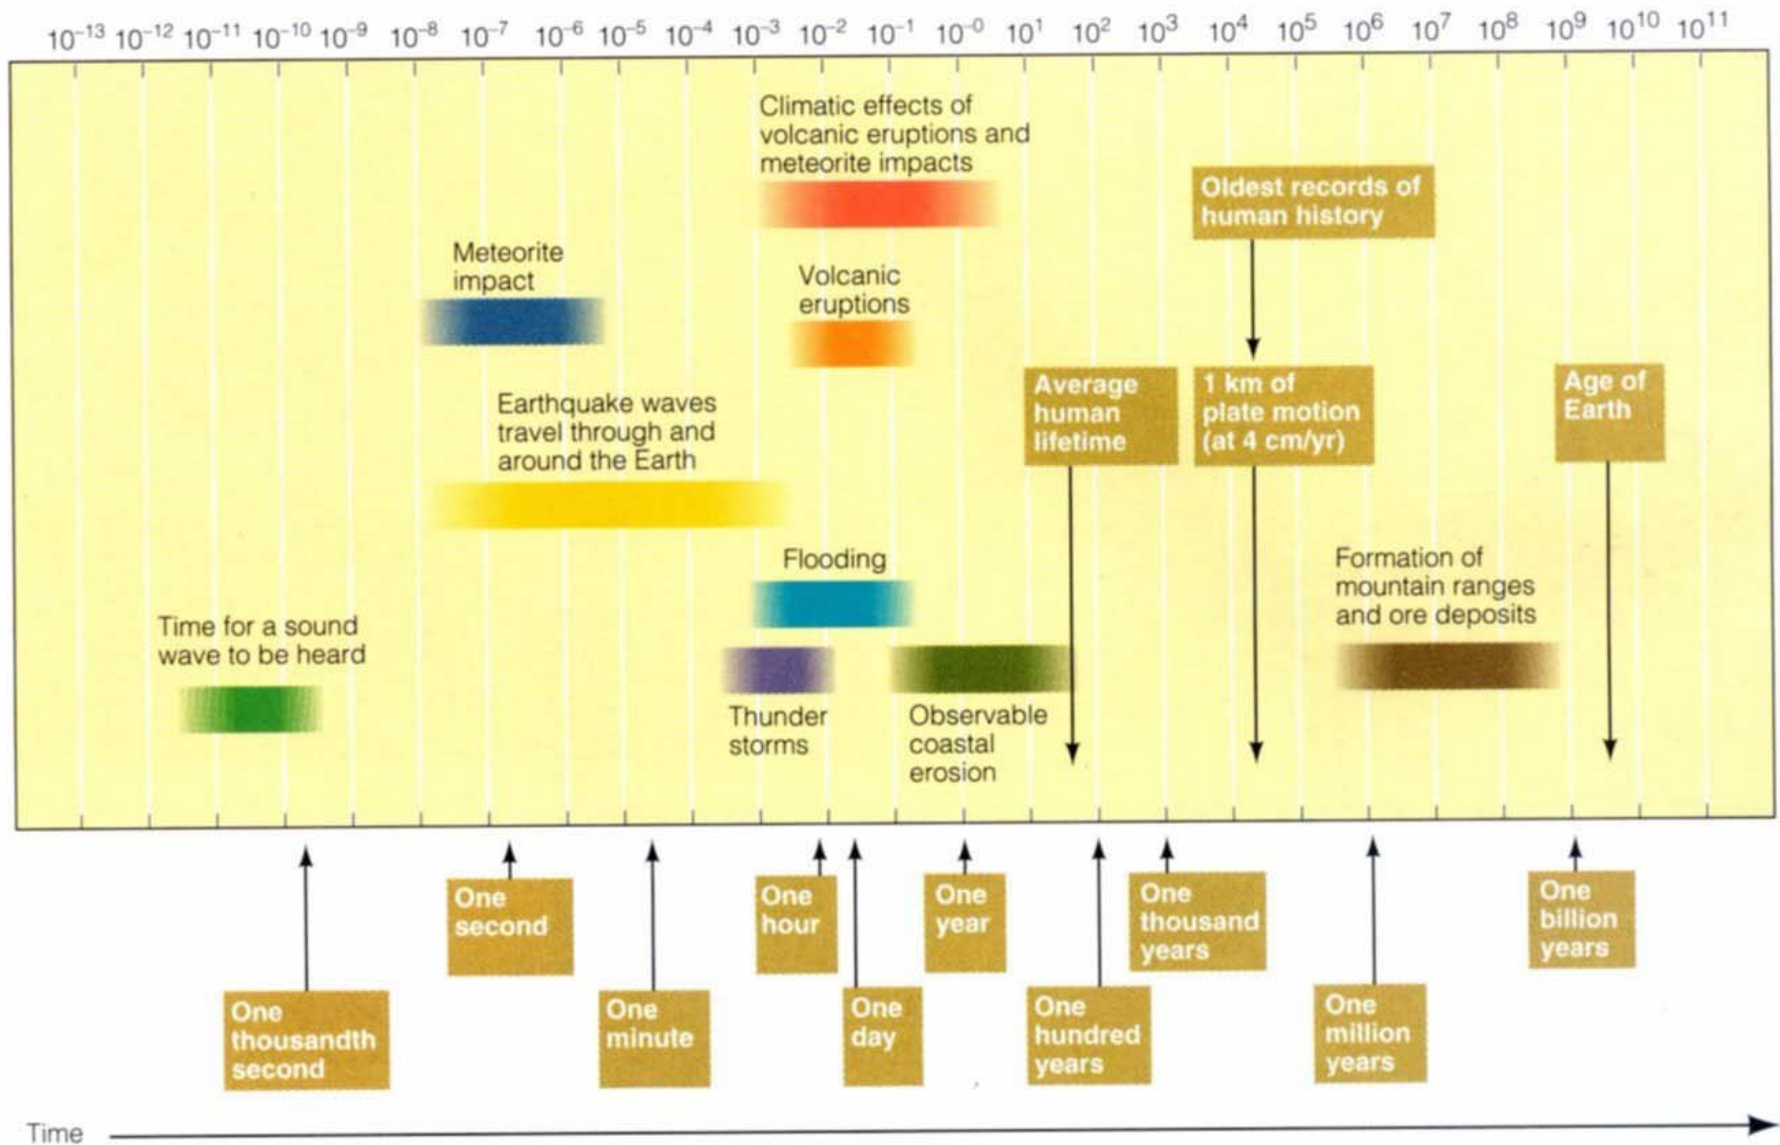 10⁻¹³ 10⁻¹² 10⁻¹¹ 10⁻¹⁰ 10⁻⁹ 10⁻⁸ 10⁻⁷ 10⁻⁶ 10⁻⁵ 10⁻⁴ 10⁻³ 10⁻² 10⁻¹ 10⁻⁰ 10¹ 10² 10³ 10⁴ 10⁵ 10⁶ 10⁷ 10⁸ 10⁹ 10¹⁰ 10¹¹
Climatic effects of
volcanic eruptions and
meteorite impacts
Oldest records of
human history
Meteorite
impact
Volcanic
eruptions
Average
human
lifetime
1 km of
plate motion
(at 4 cm/yr)
Age of
Earth
Earthquake waves
travel through and
around the Earth
Flooding
Formation of
mountain ranges
and ore deposits
Time for a sound
wave to be heard
Thunder
storms
Observable
coastal
erosion
One
second
One
hour
One
year
One
thousand
years
One
billion
years
One
thousandth
second
One
minute
One
day
One
hundred
years
One
million
years
Time